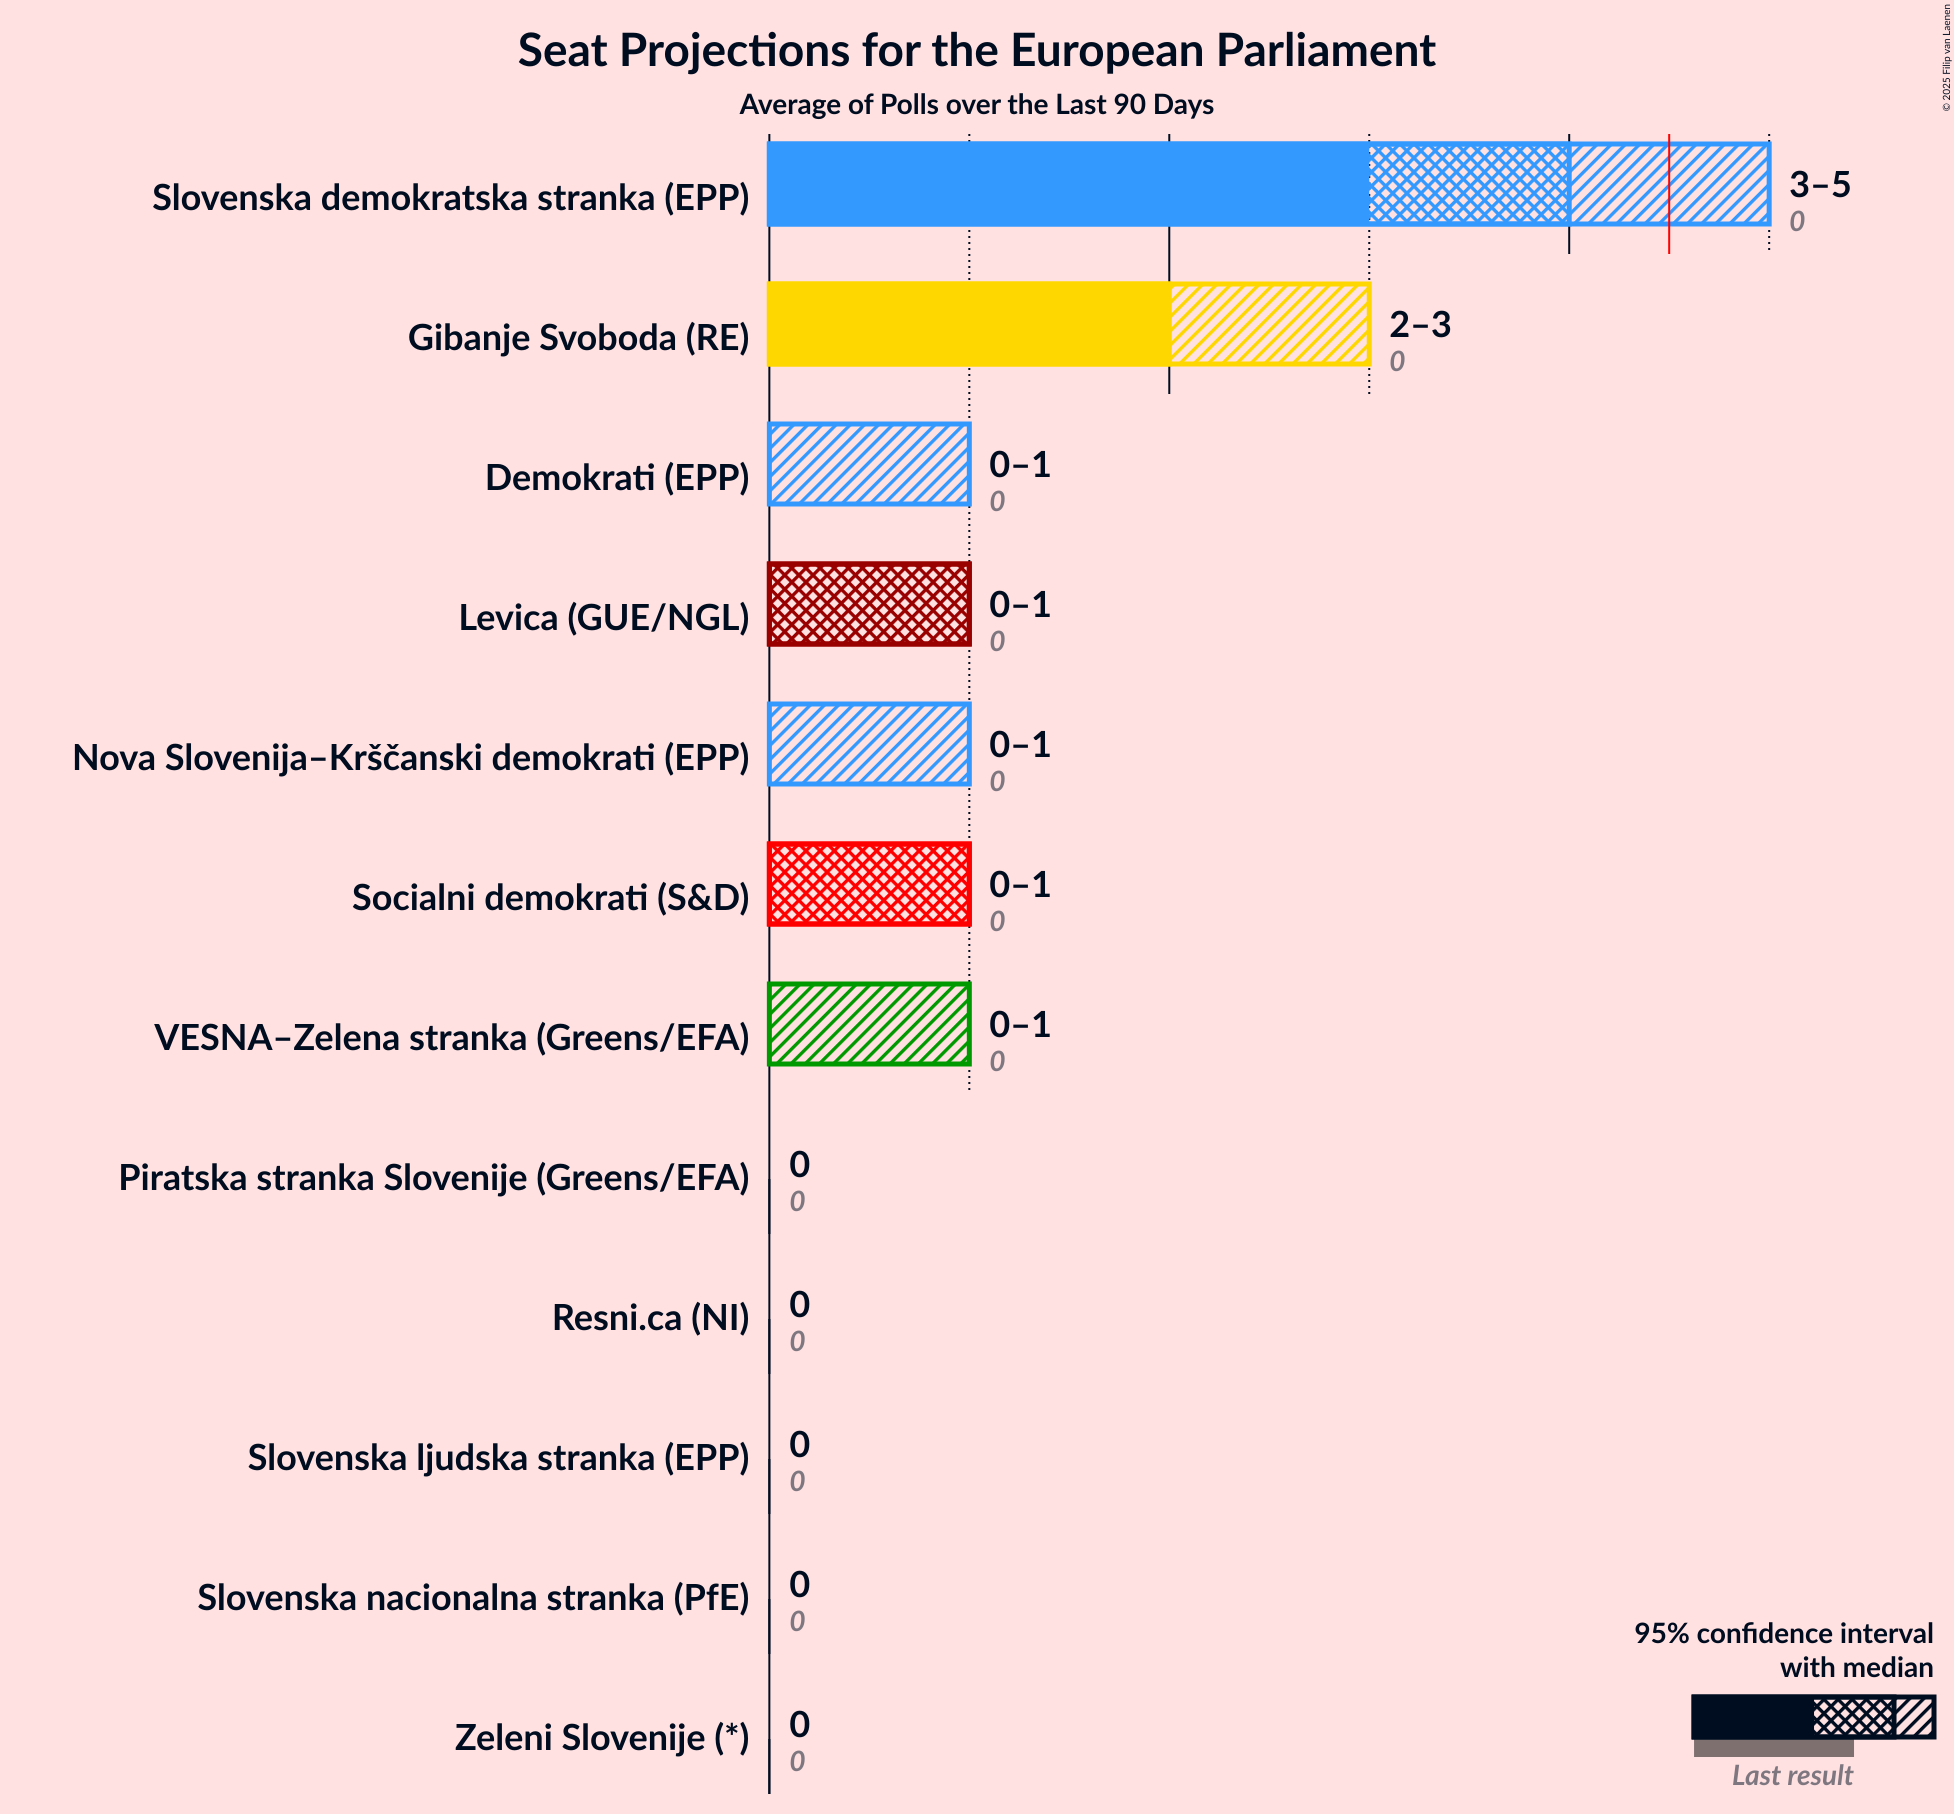 Seat Projections for the European Parliament
Average of Polls over the Last 90 Days
© 2025 Filip van Laenen
Slovenska demokratska stranka (EPP)
3–5
0
Gibanje Svoboda (RE)
2–3
0
Demokrati (EPP)
0–1
0
Levica (GUE/NGL)
0–1
0
Nova Slovenija–Krščanski demokrati (EPP)
0–1
0
Socialni demokrati (S&D)
0–1
0
VESNA–Zelena stranka (Greens/EFA)
0–1
0
Piratska stranka Slovenije (Greens/EFA)
0
0
Resni.ca (NI)
0
0
Slovenska ljudska stranka (EPP)
0
0
Slovenska nacionalna stranka (PfE)
0
0
Zeleni Slovenije (*)
0
0
95% confidence interval
with median
Last result